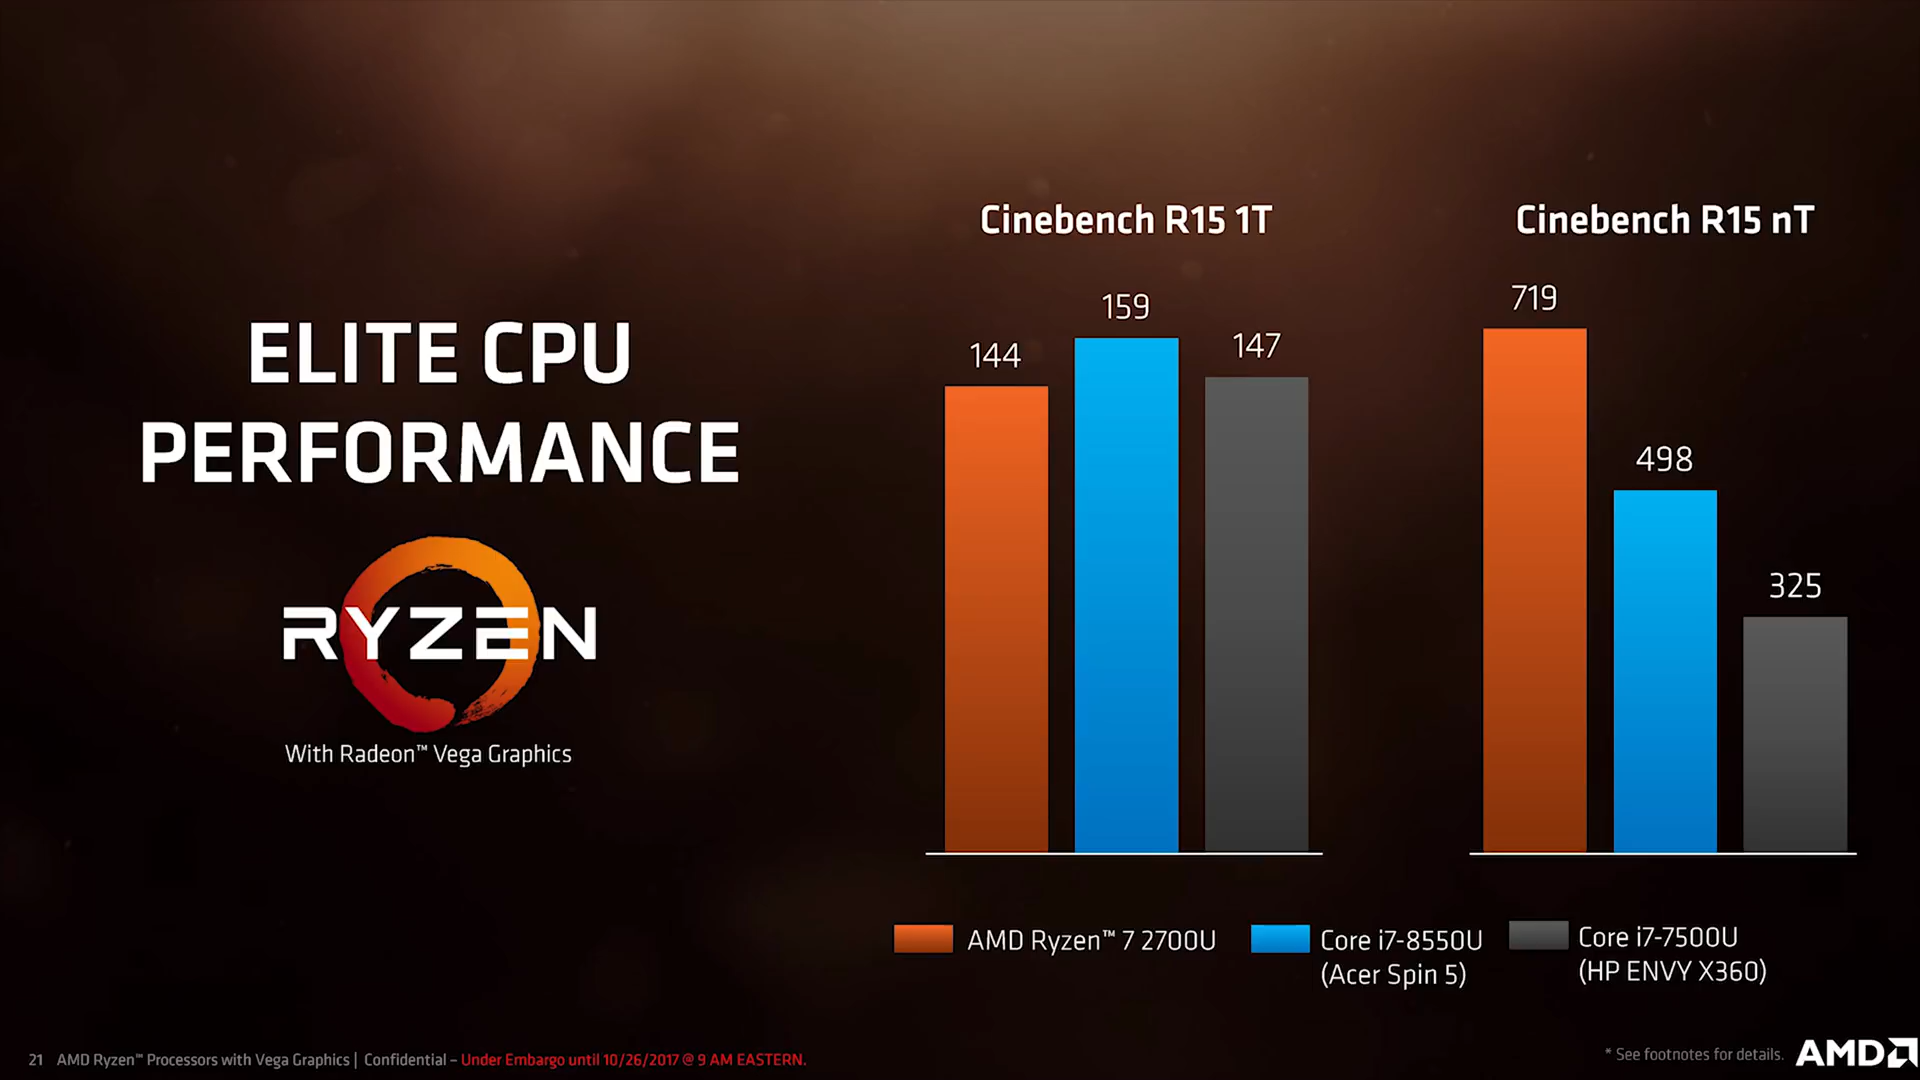 ELITE CPU
PERFORMANCE
RYZEN
With Radeon™ Vega Graphics
Cinebench R15 1T
144
159
147
Cinebench R15 nT
719
498
325
AMD Ryzen™ 7 2700U
Core i7-8550U
(Acer Spin 5)
Core i7-7500U
(HP ENVY X360)
21 AMD Ryzen™ Processors with Vega Graphics | Confidential – Under Embargo until 10/26/2017 @ 9 AM EASTERN.
* See footnotes for details.
AMD